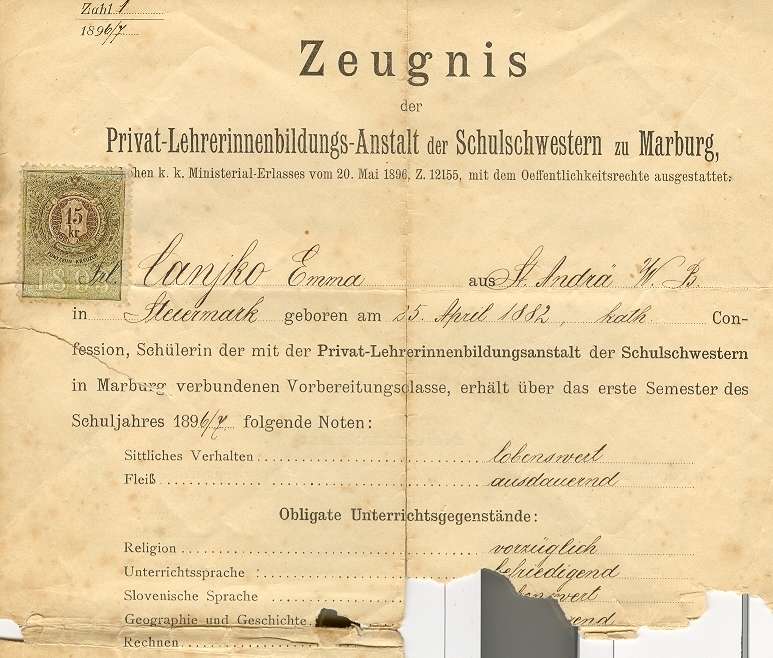 Zahl 1
1896/7
Zeugnis
der
Privat-Lehrerinnenbildungs-Anstalt der Schulschwestern zu Marburg,
hohen k. k. Ministerial-Erlasses vom 20. Mai 1896, Z. 12155, mit dem Oeffentlichkeitsrechte ausgestattet:
15
kr.
Frl. Canjko Emma aus St. Andrä W. B.
in Steiermark geboren am 25. April 1882, kath. Con-
fession, Schülerin der mit der Privat-Lehrerinnenbildungsanstalt der Schulschwestern
in Marburg verbundenen Vorbereitungsclasse, erhält über das erste Semester des
Schuljahres 1896/7 folgende Noten:
Sittliches Verhalten lobenswert
Fleiß ausdauernd
Obligate Unterrichtsgegenstände:
Religion vorzüglich
Unterrichtssprache: befriedigend
Slovenische Sprache
Geographie und Geschichte
Rechnen